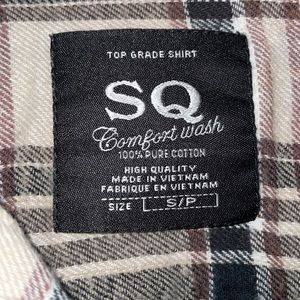 TOP GRADE SHIRT
SQ
Comfort wash
100% PURE COTTON
HIGH QUALITY
MADE IN VIETNAM
FABRIQUE EN VIETNAM
SIZE S/P